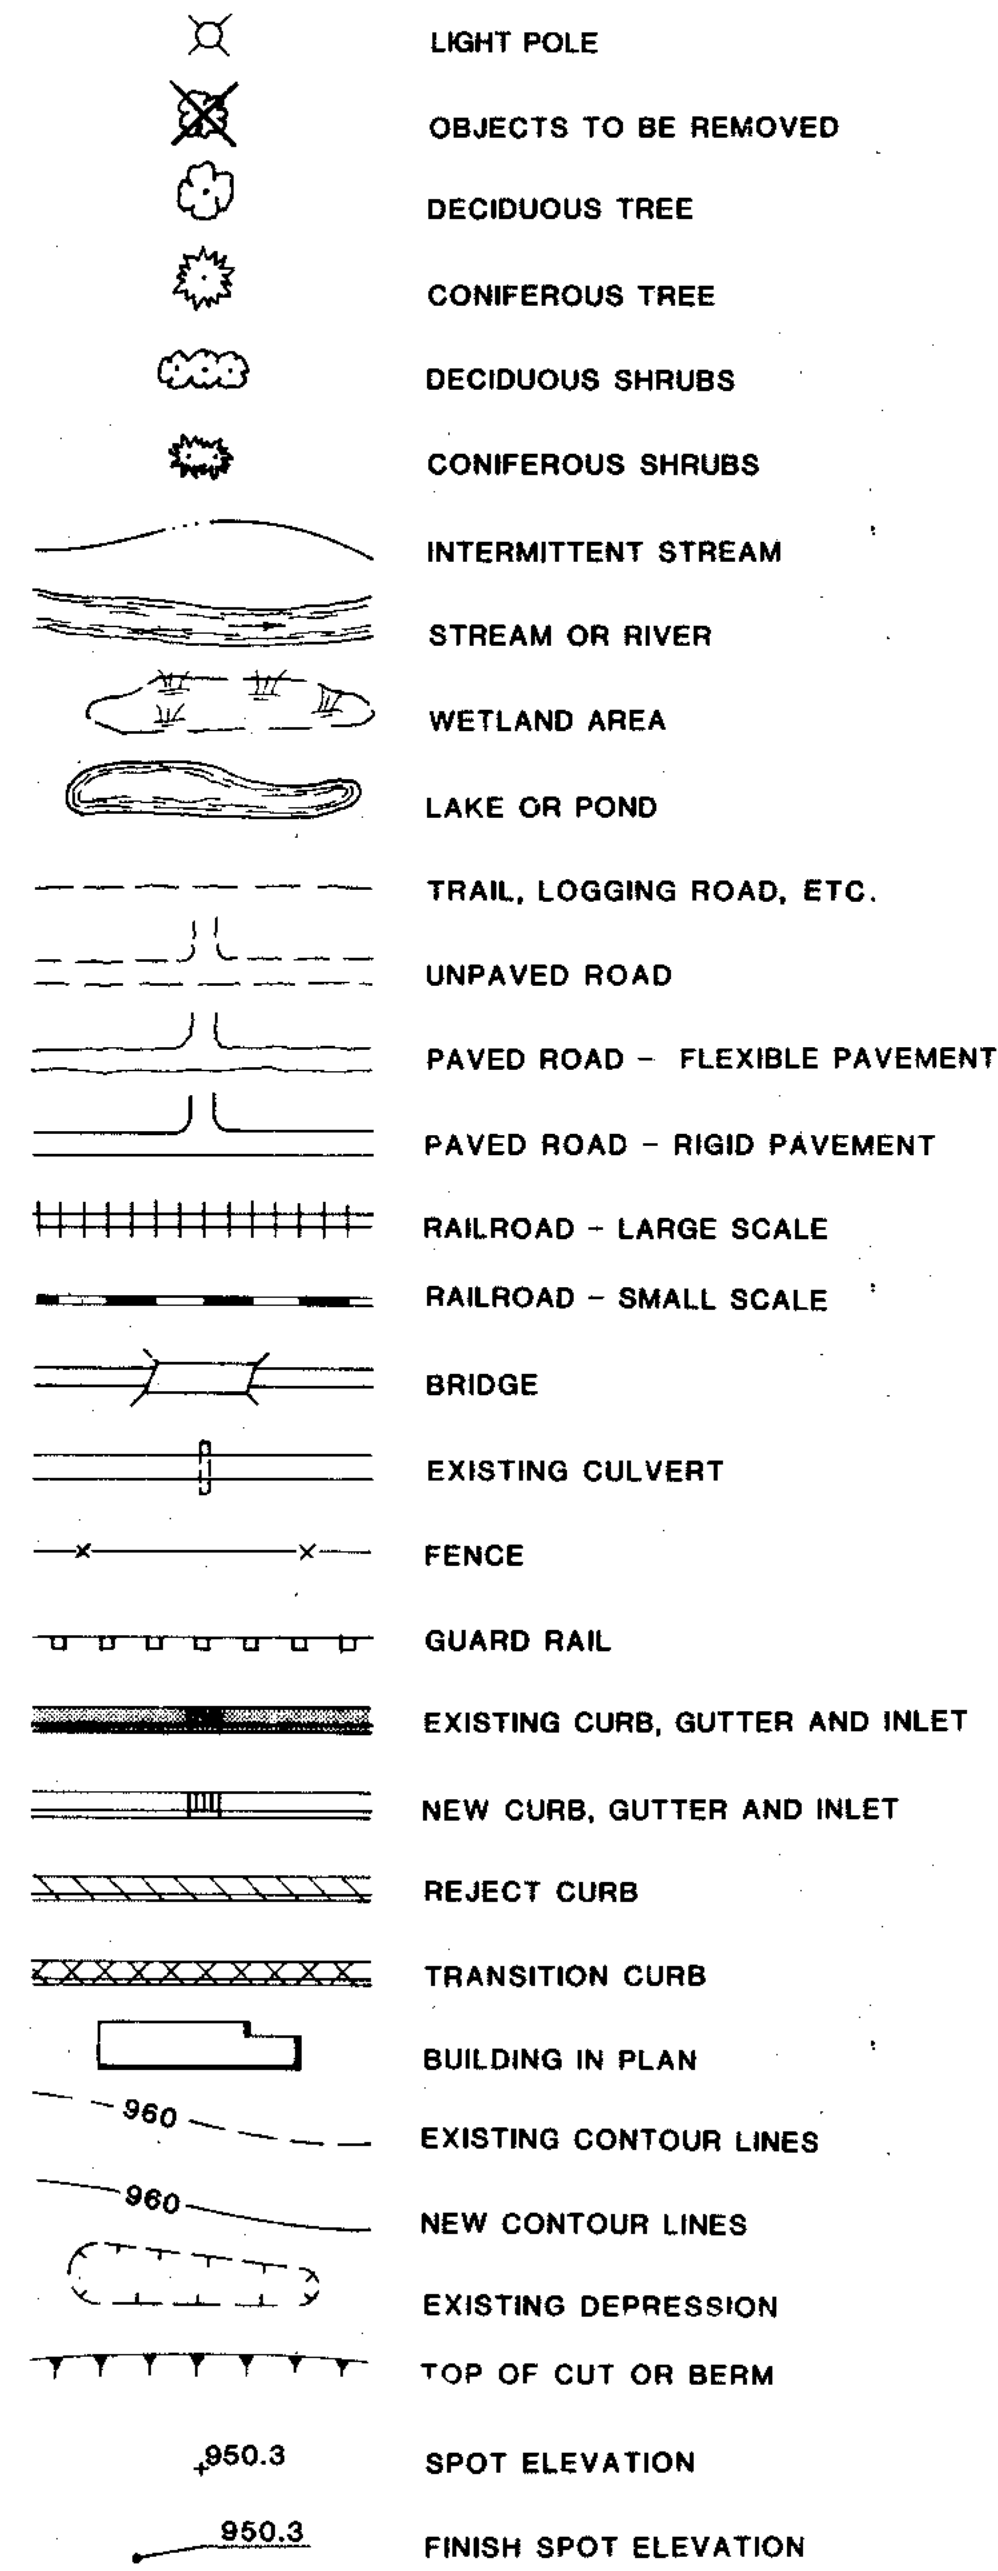 LIGHT POLE
OBJECTS TO BE REMOVED
DECIDUOUS TREE
CONIFEROUS TREE
DECIDUOUS SHRUBS
CONIFEROUS SHRUBS
INTERMITTENT STREAM
STREAM OR RIVER
WETLAND AREA
LAKE OR POND
TRAIL, LOGGING ROAD, ETC.
UNPAVED ROAD
PAVED ROAD - FLEXIBLE PAVEMENT
PAVED ROAD - RIGID PAVEMENT
RAILROAD - LARGE SCALE
RAILROAD - SMALL SCALE
BRIDGE
EXISTING CULVERT
FENCE
GUARD RAIL
EXISTING CURB, GUTTER AND INLET
NEW CURB, GUTTER AND INLET
REJECT CURB
TRANSITION CURB
BUILDING IN PLAN
960 EXISTING CONTOUR LINES
960 NEW CONTOUR LINES
EXISTING DEPRESSION
TOP OF CUT OR BERM
950.3 SPOT ELEVATION
950.3 FINISH SPOT ELEVATION